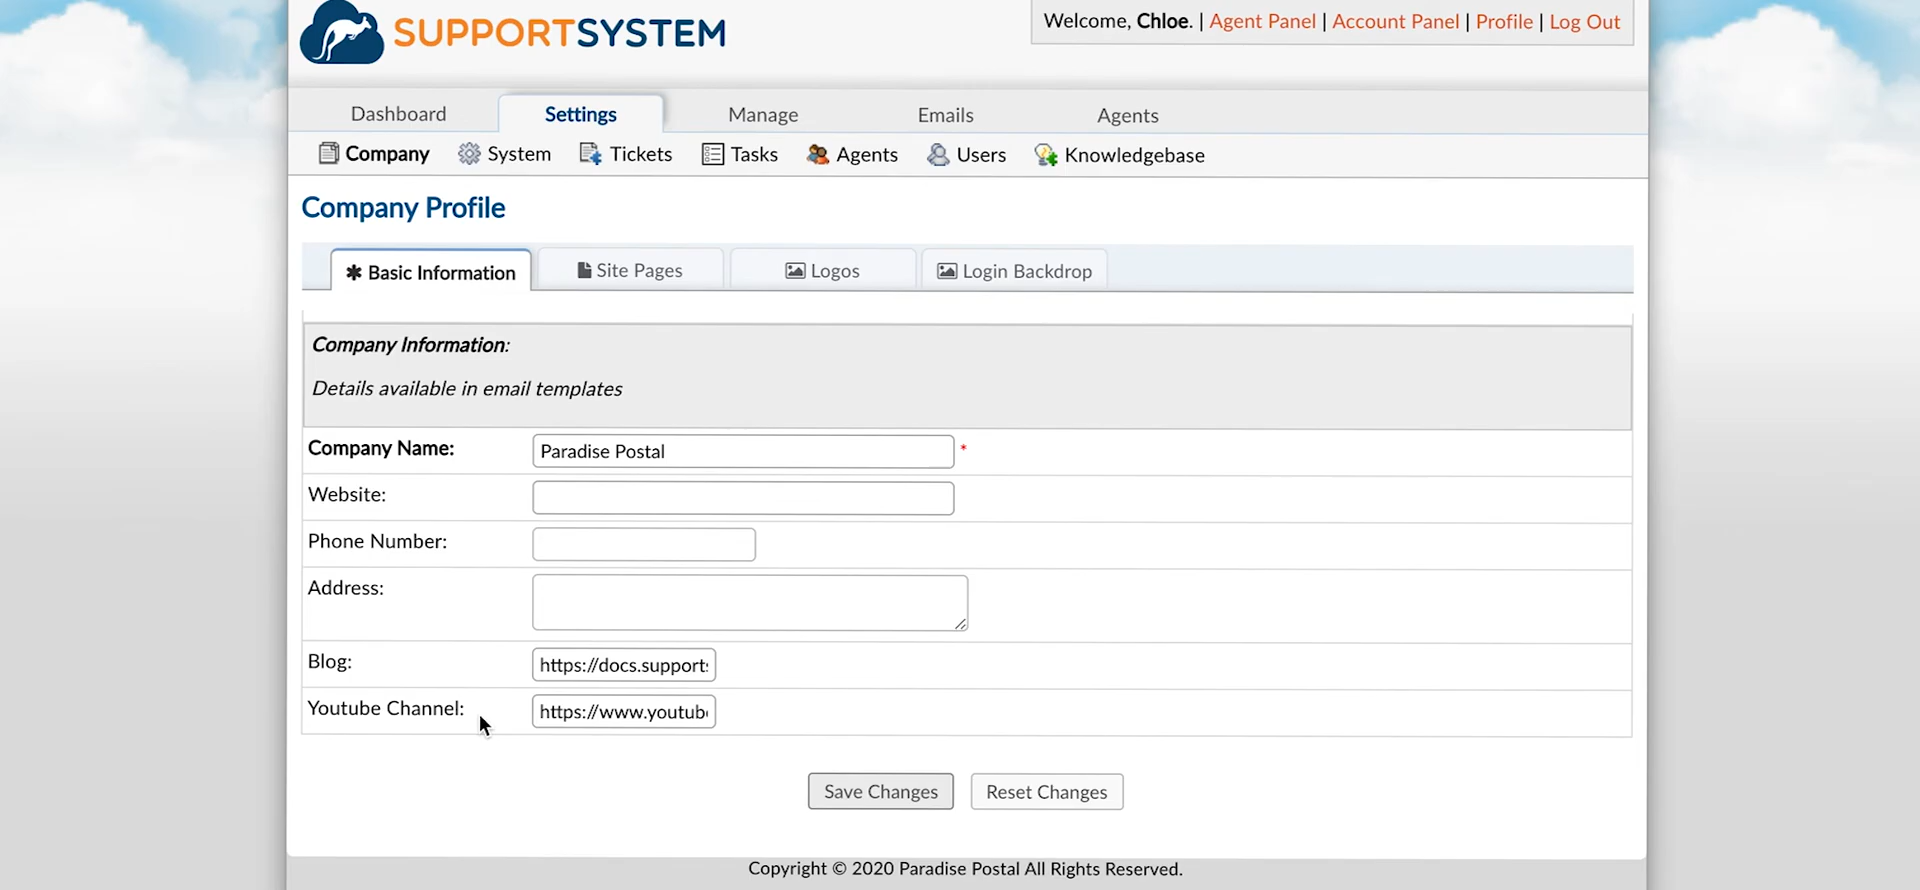 SUPPORTSYSTEM
Welcome, Chloe. | Agent Panel | Account Panel | Profile | Log Out
Dashboard Settings Manage Emails Agents
Company System Tickets Tasks Agents Users Knowledgebase
Company Profile
Basic Information Site Pages Logos Login Backdrop
Company Information:
Details available in email templates
Company Name: Paradise Postal *
Website:
Phone Number:
Address:
Blog: https://docs.support
Youtube Channel: https://www.youtub
Save Changes Reset Changes
Copyright © 2020 Paradise Postal All Rights Reserved.